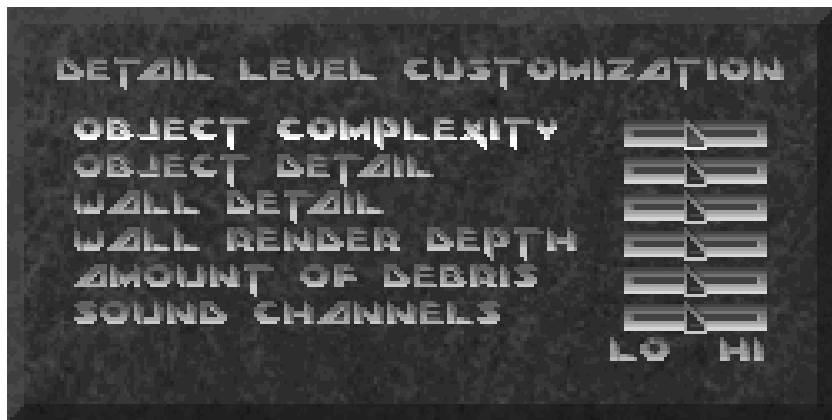 DETAIL LEVEL CUSTOMIZATION
OBJECT COMPLEXITY
OBJECT DETAIL
WALL DETAIL
WALL RENDER DEPTH
AMOUNT OF DEBRIS
SOUND CHANNELS
LO HI